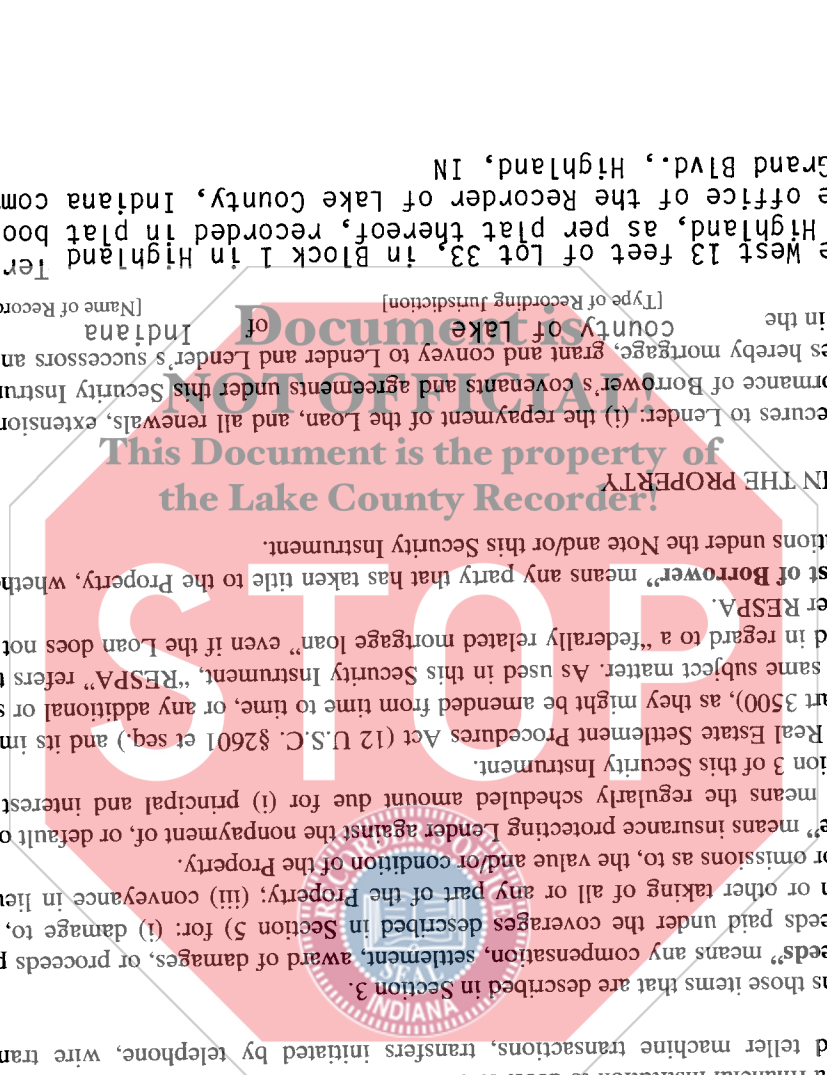 d teller machine transactions, transfers initiated by telephone, wire tran
ns those items that are described in Section 3.
eeds" means any compensation, settlement, award of damages, or proceeds p
eeds paid under the coverages described in Section 5) for: (i) damage to,
n or other taking of all or any part of the Property; (iii) conveyance in lieu
or omissions as to, the value and/or condition of the Property.
e" means insurance protecting Lender against the nonpayment of, or default o
means the regularly scheduled amount due for (i) principal and interest
ion 3 of this Security Instrument.
Real Estate Settlement Procedures Act (12 U.S.C. §2601 et seq.) and its im
art 3500), as they might be amended from time to time, or any additional or s
same subject matter. As used in this Security Instrument, "RESPA" refers t
d in regard to a "federally related mortgage loan" even if the Loan does not
er RESPA.
st of Borrower" means any party that has taken title to the Property, wheth
tions under the Note and/or this Security Instrument.
IN THE PROPERTY
ecures to Lender: (i) the repayment of the Loan, and all renewals, extension
ormance of Borrower's covenants and agreements under this Security Instru
es hereby mortgage, grant and convey to Lender and Lender's successors an
in the county of Lake of Indiana
[Type of Recording Jurisdiction] [Name of Recor
e West 13 feet of Lot 33, in Block 1 in Highland Ter
Highland, as per plat thereof, recorded in plat boo
e office of the Recorder of Lake County, Indiana com
Grand Blvd., Highland, IN
Document is
NOT OFFICIAL!
This Document is the property of
the Lake County Recorder!
STOP
SEAL
INDIANA